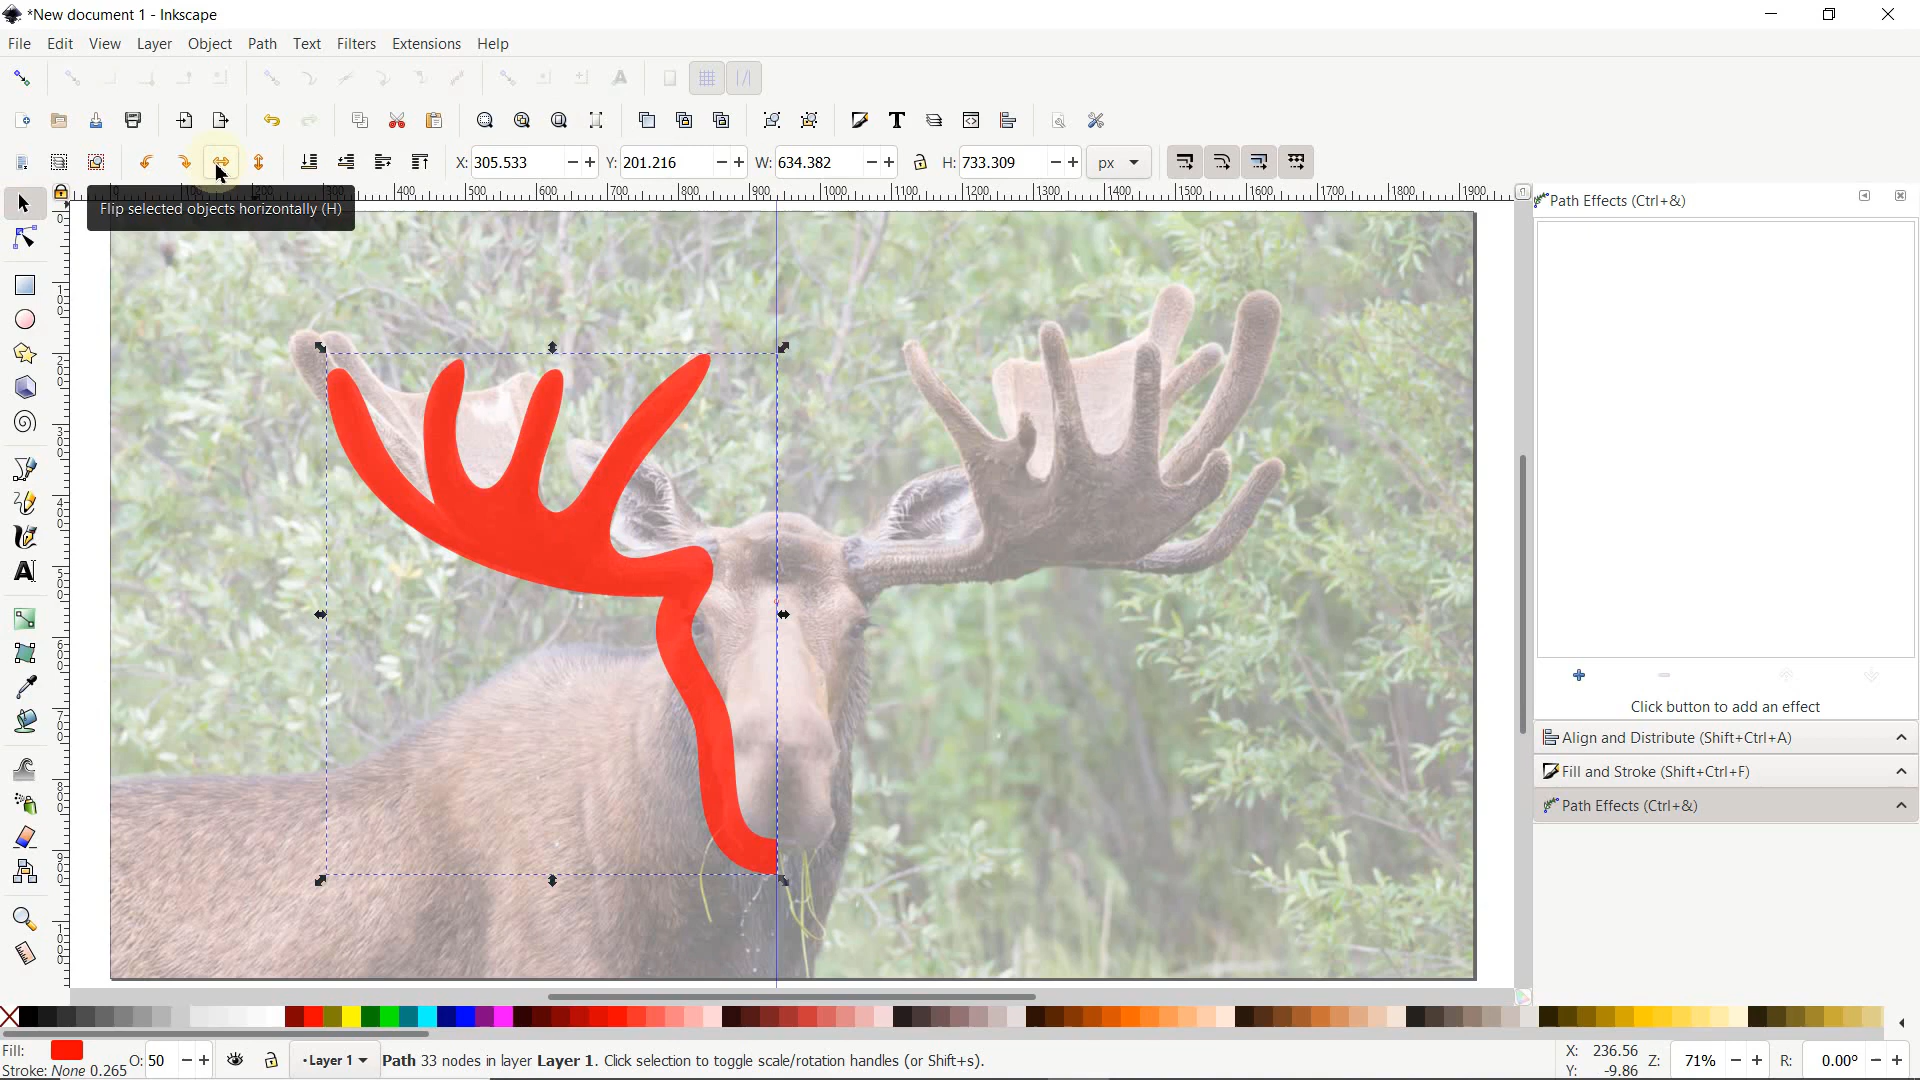 *New document 1 - Inkscape
File Edit View Layer Object Path Text Filters Extensions Help
X: 305.533 Y: 201.216 W: 634.382 H: 733.309 px
Flip selected objects horizontally (H)
Path Effects (Ctrl+&)
Click button to add an effect
Align and Distribute (Shift+Ctrl+A)
Fill and Stroke (Shift+Ctrl+F)
Path Effects (Ctrl+&)
Fill: O: 50 •Layer 1 Path 33 nodes in layer Layer 1. Click selection to toggle scale/rotation handles (or Shift+s). X: 236.56 Z: 71% R: 0.00°
Stroke: None 0.265 Y: -9.86